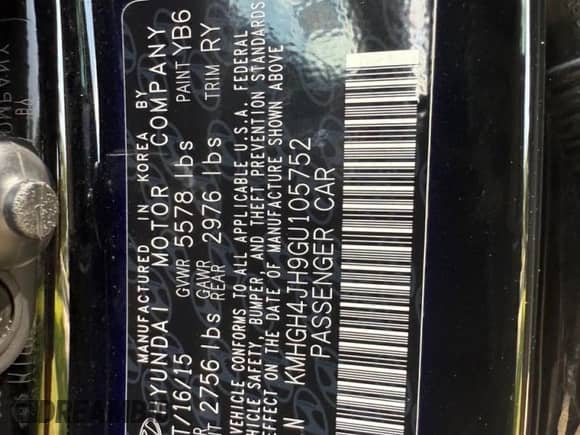 MANUFACTURED IN KOREA BY
HYUNDAI MOTOR COMPANY
T/16/15 GVWR 5578 lbs PAINT YB6
2756 lbs GAWR REAR 2976 lbs TRIM RY
VEHICLE CONFORMS TO ALL APPLICABLE U.S.A. FEDERAL
SAFETY, BUMPER, AND THEFT PREVENTION STANDARDS
EFFECT ON THE DATE OF MANUFACTURE SHOWN ABOVE
N KMHGH4JH9GU105752
PASSENGER CAR